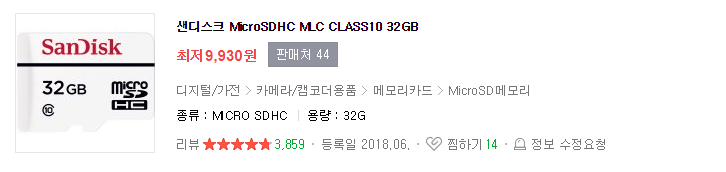 SanDisk
32GB
micro SD HC
10
샌디스크 MicroSDHC MLC CLASS10 32GB
최저9,930원 판매처 44
디지털/가전 > 카메라/캠코더용품 > 메모리카드 > MicroSD메모리
종류 : MICRO SDHC | 용량 : 32G
리뷰 ★★★★★ 3,859 · 등록일 2018.06. · 찜하기 14 · 정보 수정요청